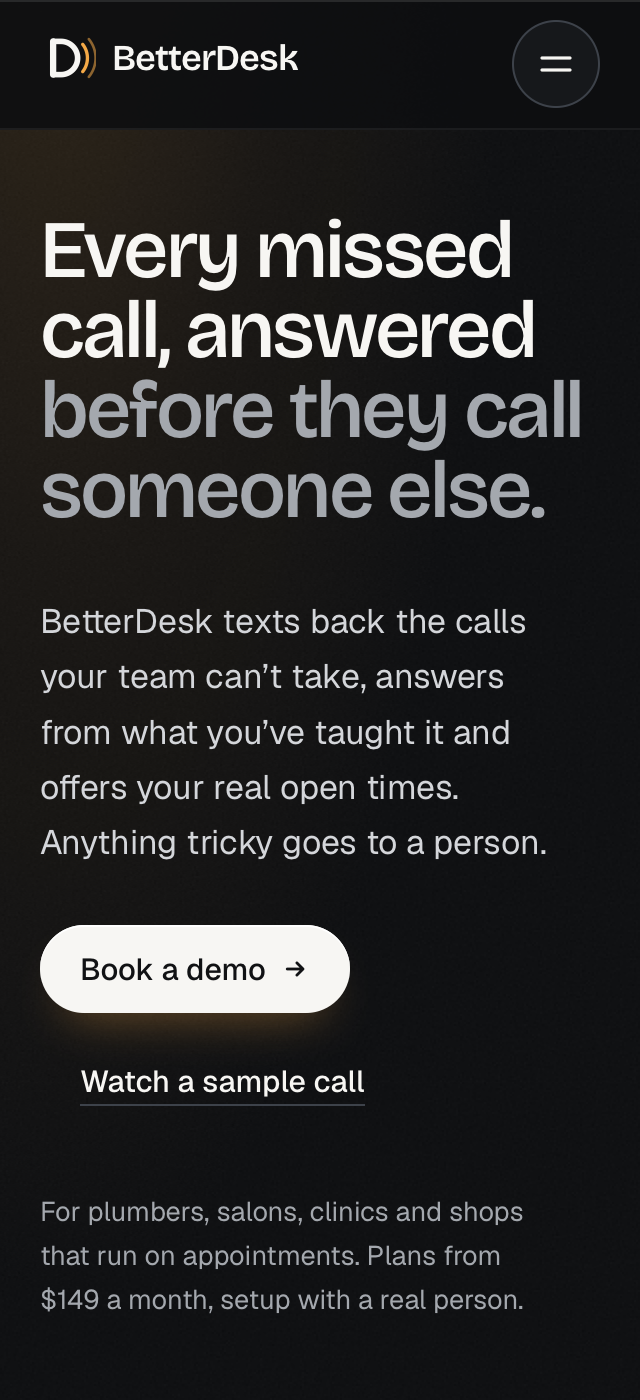 BetterDesk
Every missed
call, answered
before they call
someone else.
BetterDesk texts back the calls
your team can’t take, answers
from what you’ve taught it and
offers your real open times.
Anything tricky goes to a person.
Book a demo →
Watch a sample call
For plumbers, salons, clinics and shops
that run on appointments. Plans from
$149 a month, setup with a real person.